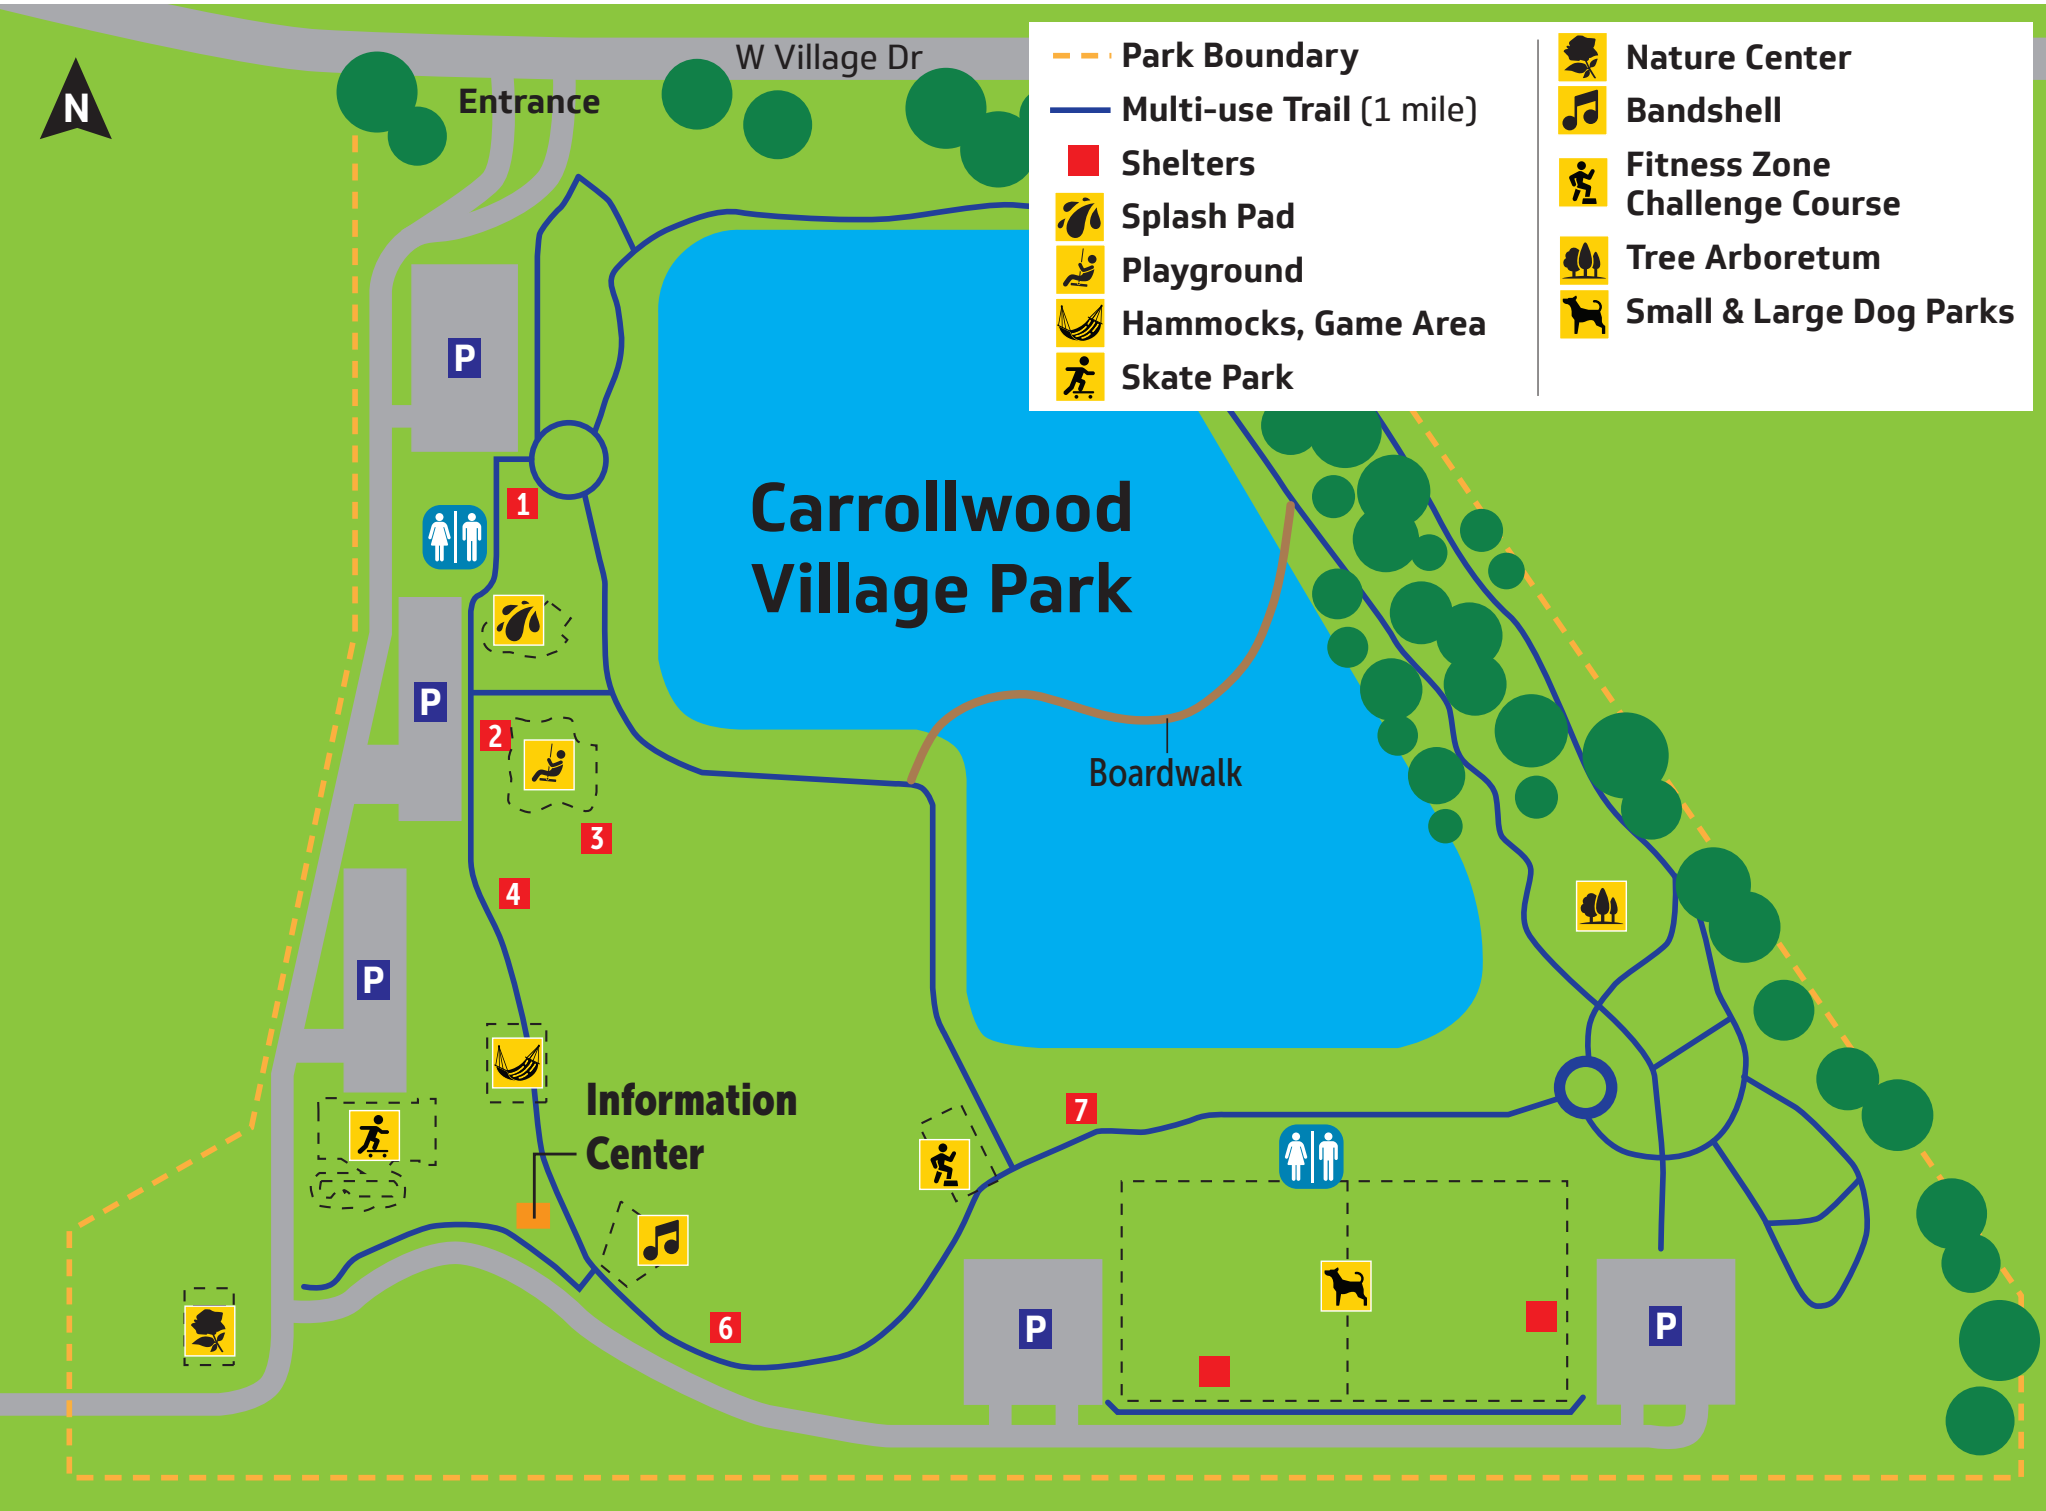 W Village Dr
Entrance
N
Park Boundary
Multi-use Trail (1 mile)
Shelters
Splash Pad
Playground
Hammocks, Game Area
Skate Park
Nature Center
Bandshell
Fitness Zone
Challenge Course
Tree Arboretum
Small & Large Dog Parks
P
1
Carrollwood
Village Park
P
2
Boardwalk
3
4
P
Information
Center
7
6
P
P